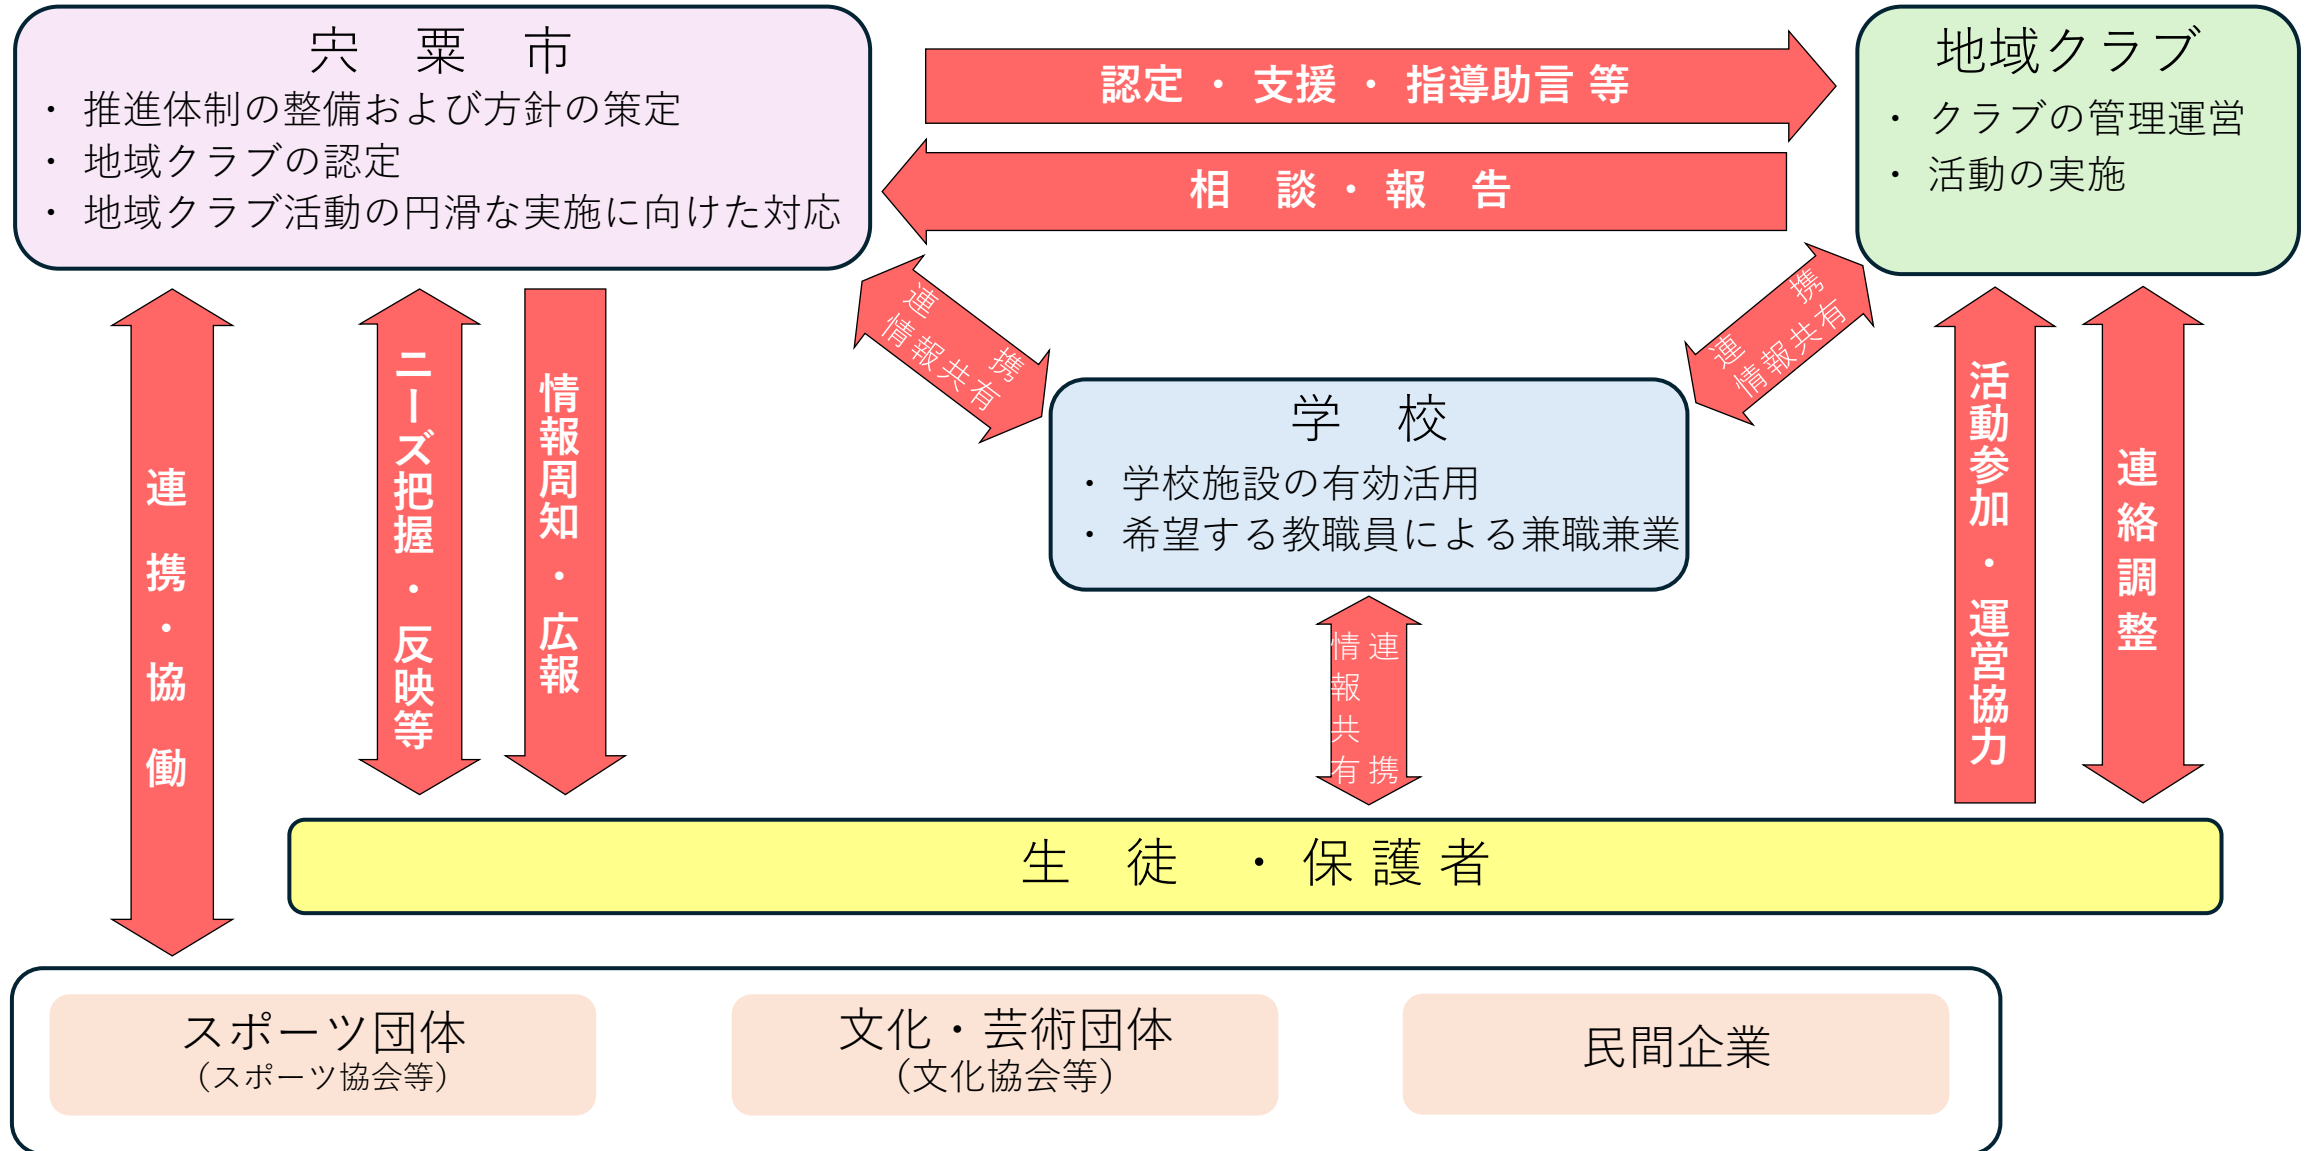 宍　粟　市
・ 推進体制の整備および方針の策定
・ 地域クラブの認定
・ 地域クラブ活動の円滑な実施に向けた対応
認定 ・ 支援 ・ 指導助言 等
相　談 ・ 報　告
地域クラブ
・ クラブの管理運営
・ 活動の実施
連　　携
情報共有
連　　携
情報共有
学　校
・ 学校施設の有効活用
・ 希望する教職員による兼職兼業
連　携・協　働
ニーズ把握・反映等
情報周知・広報
連　　携
情報共有
活動参加・運営協力
連絡調整
生　徒　・ 保 護 者
スポーツ団体
（スポーツ協会等）
文化・芸術団体
（文化協会等）
民間企業